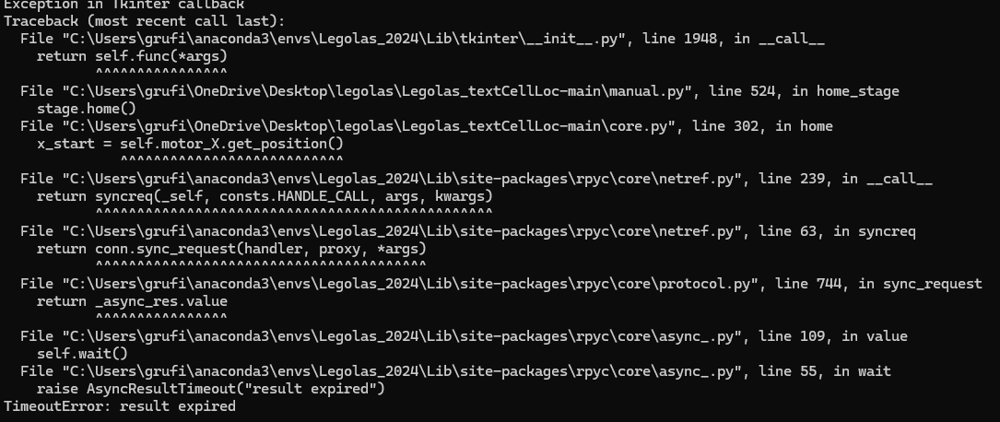 Exception in Tkinter callback
Traceback (most recent call last):
  File "C:\Users\grufi\anaconda3\envs\Legolas_2024\Lib\tkinter\__init__.py", line 1948, in __call__
    return self.func(*args)
           ^^^^^^^^^^^^^^^^
  File "C:\Users\grufi\OneDrive\Desktop\legolas\Legolas_textCellLoc-main\manual.py", line 524, in home_stage
    stage.home()
  File "C:\Users\grufi\OneDrive\Desktop\legolas\Legolas_textCellLoc-main\core.py", line 302, in home
    x_start = self.motor_X.get_position()
              ^^^^^^^^^^^^^^^^^^^^^^^^^^^
  File "C:\Users\grufi\anaconda3\envs\Legolas_2024\Lib\site-packages\rpyc\core\netref.py", line 239, in __call__
    return syncreq(_self, consts.HANDLE_CALL, args, kwargs)
           ^^^^^^^^^^^^^^^^^^^^^^^^^^^^^^^^^^^^^^^^^^^^^^^^
  File "C:\Users\grufi\anaconda3\envs\Legolas_2024\Lib\site-packages\rpyc\core\netref.py", line 63, in syncreq
    return conn.sync_request(handler, proxy, *args)
           ^^^^^^^^^^^^^^^^^^^^^^^^^^^^^^^^^^^^^^^^
  File "C:\Users\grufi\anaconda3\envs\Legolas_2024\Lib\site-packages\rpyc\core\protocol.py", line 744, in sync_request
    return _async_res.value
           ^^^^^^^^^^^^^^^^
  File "C:\Users\grufi\anaconda3\envs\Legolas_2024\Lib\site-packages\rpyc\core\async_.py", line 109, in value
    self.wait()
  File "C:\Users\grufi\anaconda3\envs\Legolas_2024\Lib\site-packages\rpyc\core\async_.py", line 55, in wait
    raise AsyncResultTimeout("result expired")
TimeoutError: result expired